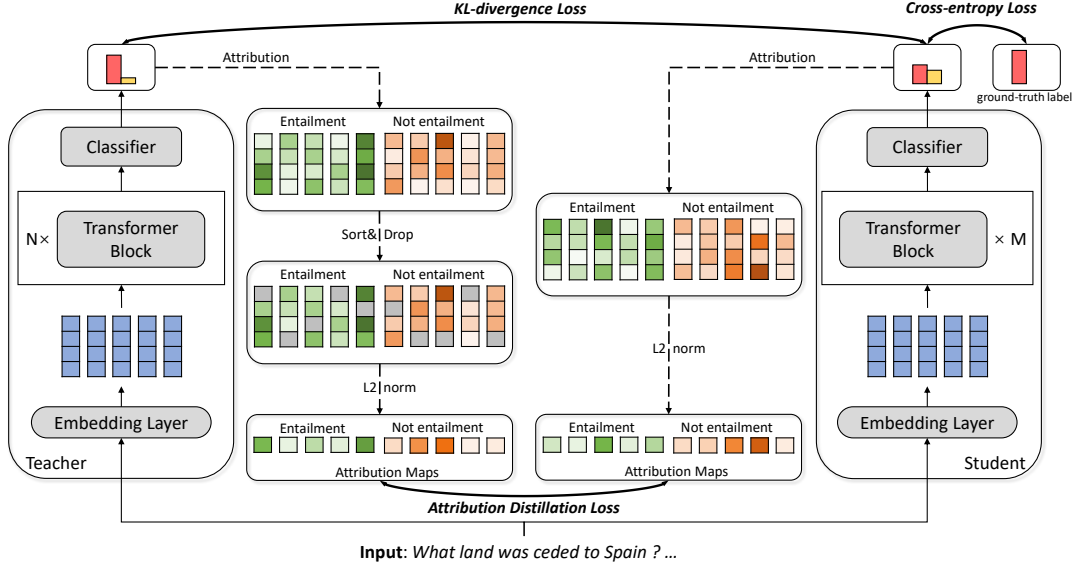 KL-divergence Loss
Cross-entropy Loss
Attribution
Attribution
ground-truth label
Classifier
Entailment
Not entailment
Classifier
N×
Transformer
Block
Sort& Drop
Entailment
Not entailment
Transformer
Block
× M
Entailment
Not entailment
L2 norm
L2 norm
Embedding Layer
Teacher
Entailment
Not entailment
Attribution Maps
Entailment
Not entailment
Attribution Maps
Embedding Layer
Student
Attribution Distillation Loss
Input: What land was ceded to Spain ? ...